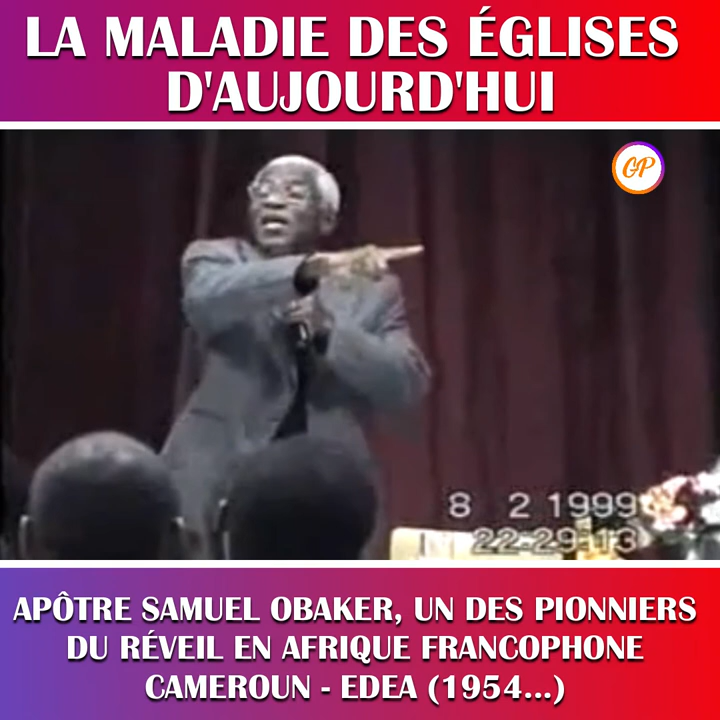 LA MALADIE DES ÉGLISES
D'AUJOURD'HUI
GP
8 2 1999
22:29:13
APÔTRE SAMUEL OBAKER, UN DES PIONNIERS
DU RÉVEIL EN AFRIQUE FRANCOPHONE
CAMEROUN - EDEA (1954...)